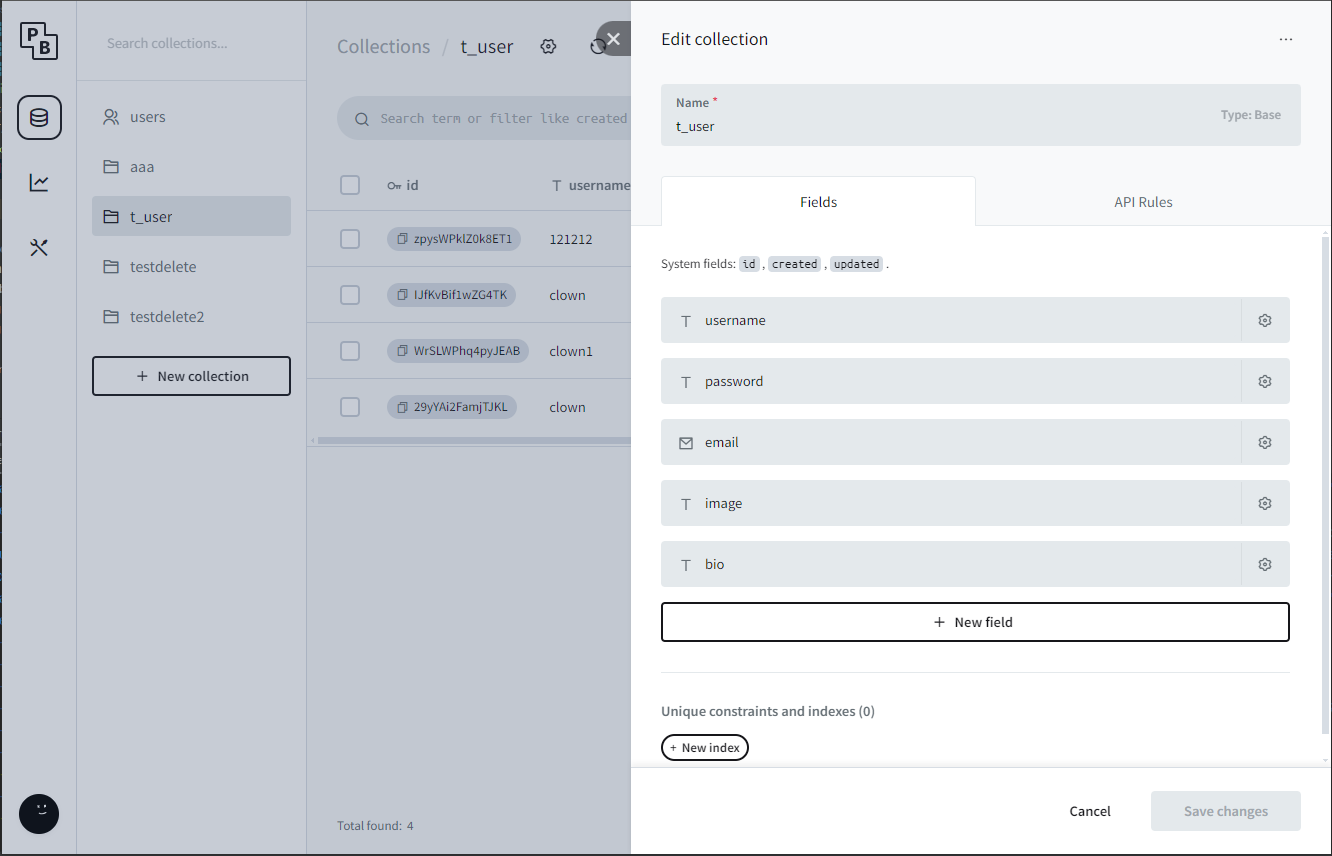 PB
Search collections...
users
aaa
t_user
testdelete
testdelete2
+ New collection
Collections / t_user
Search term or filter like created
id
username
zpysWPklZ0k8ET1
121212
IJfKvBif1wZG4TK
clown
WrSLWPhq4pyJEAB
clown1
29yYAi2FamjTJKL
clown
Total found: 4
Edit collection
...
Name *
t_user
Type: Base
Fields
API Rules
System fields: id , created , updated .
username
password
email
image
bio
+ New field
Unique constraints and indexes (0)
+ New index
Cancel
Save changes